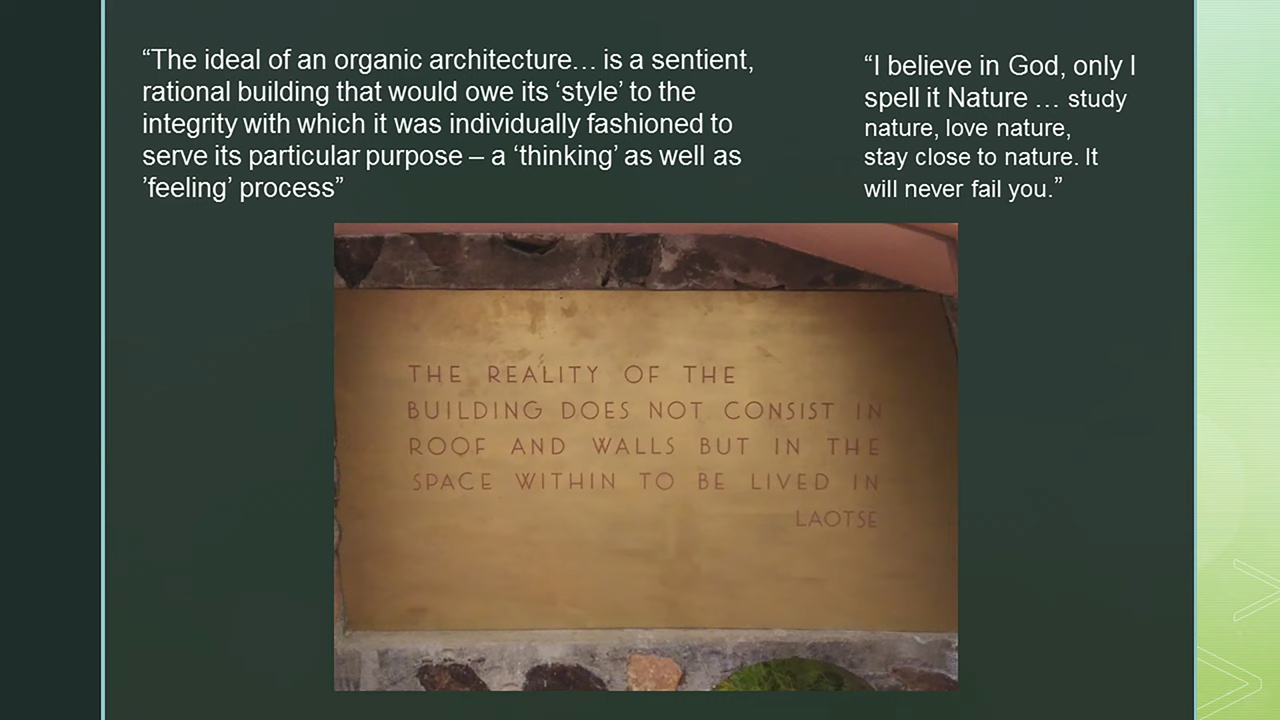 “The ideal of an organic architecture… is a sentient,
rational building that would owe its ‘style’ to the
integrity with which it was individually fashioned to
serve its particular purpose – a ‘thinking’ as well as
’feeling’ process”
“I believe in God, only I
spell it Nature … study
nature, love nature,
stay close to nature. It
will never fail you.”
THE REALITY OF THE
BUILDING DOES NOT CONSIST IN
ROOF AND WALLS BUT IN THE
SPACE WITHIN TO BE LIVED IN
LAOTSE